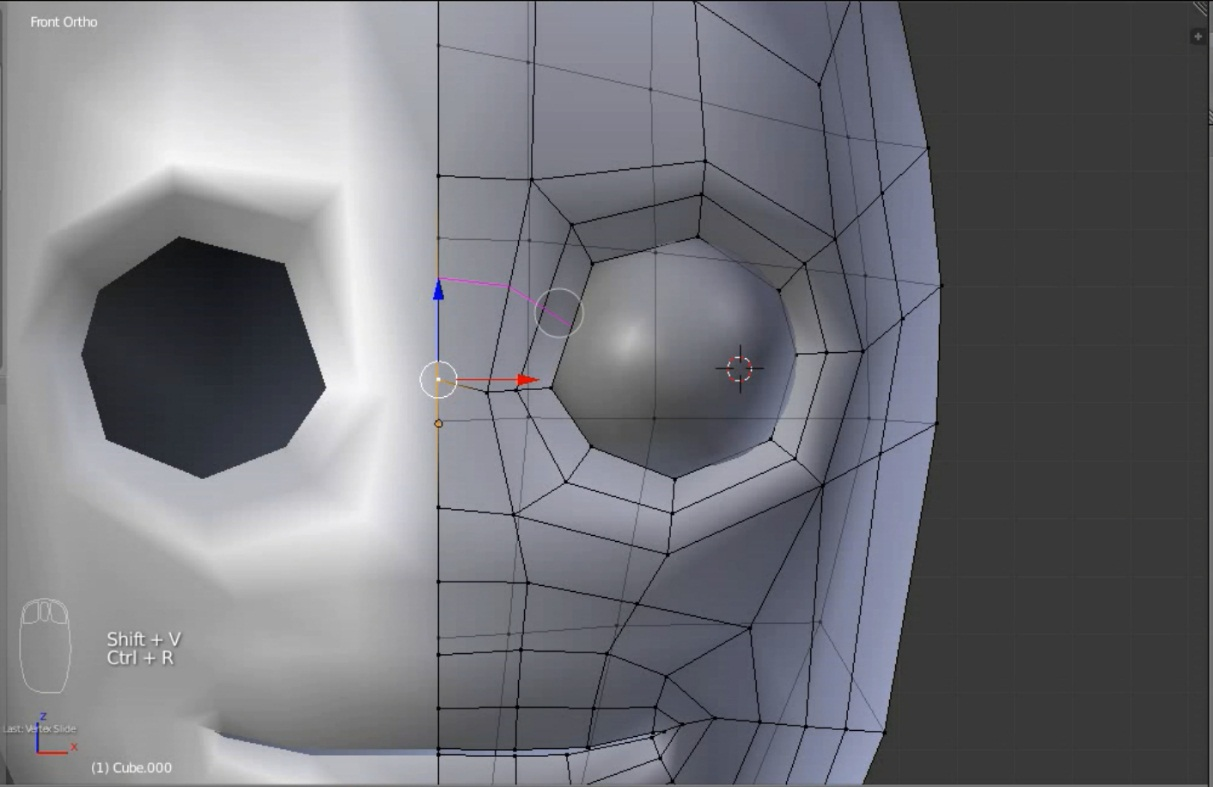 Front Ortho
Shift + V
Ctrl + R
z
Last: Vertex Slide
x
(1) Cube.000